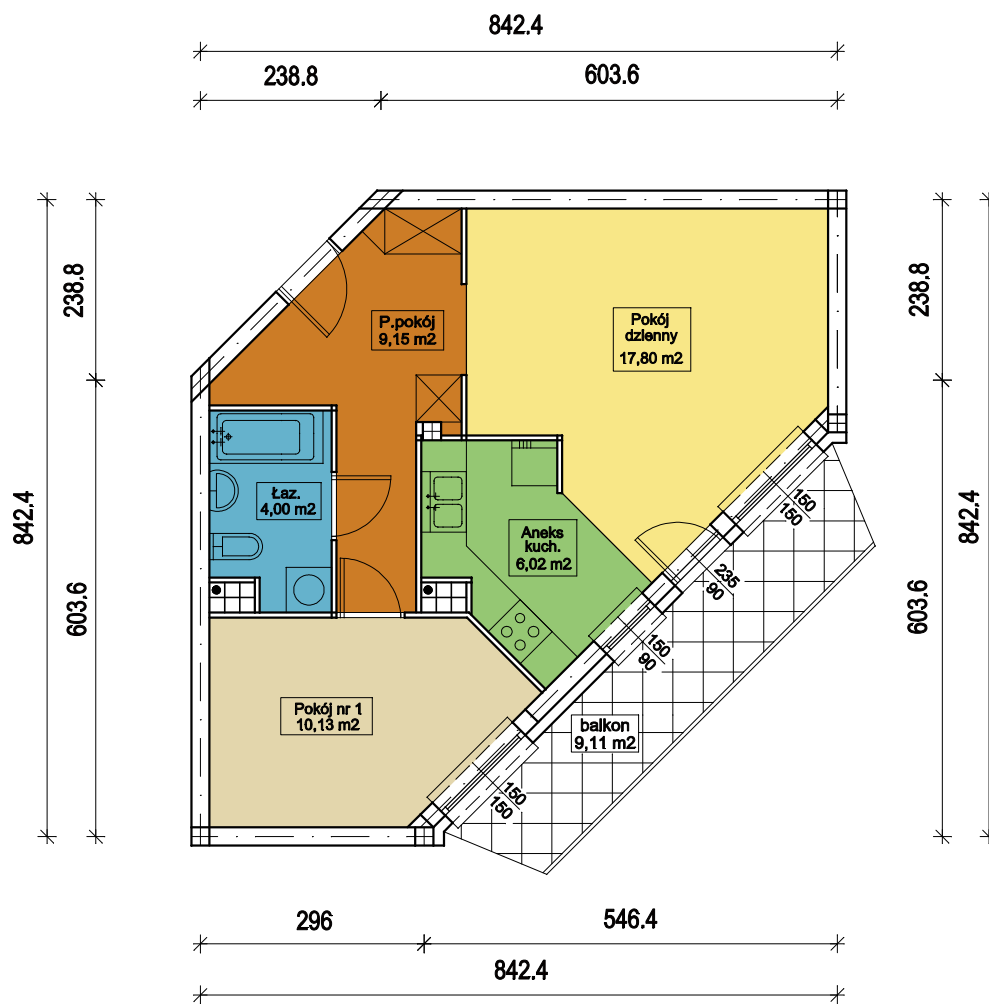 842.4
238.8
603.6
238.8
238.8
P.pokój
9,15 m2
Pokój
dzienny
17,80 m2
842.4
842.4
Łaz.
4,00 m2
Aneks
kuch.
6,02 m2
150
150
235
90
603.6
603.6
150
90
Pokój nr 1
10,13 m2
balkon
9,11 m2
150
150
296
546.4
842.4